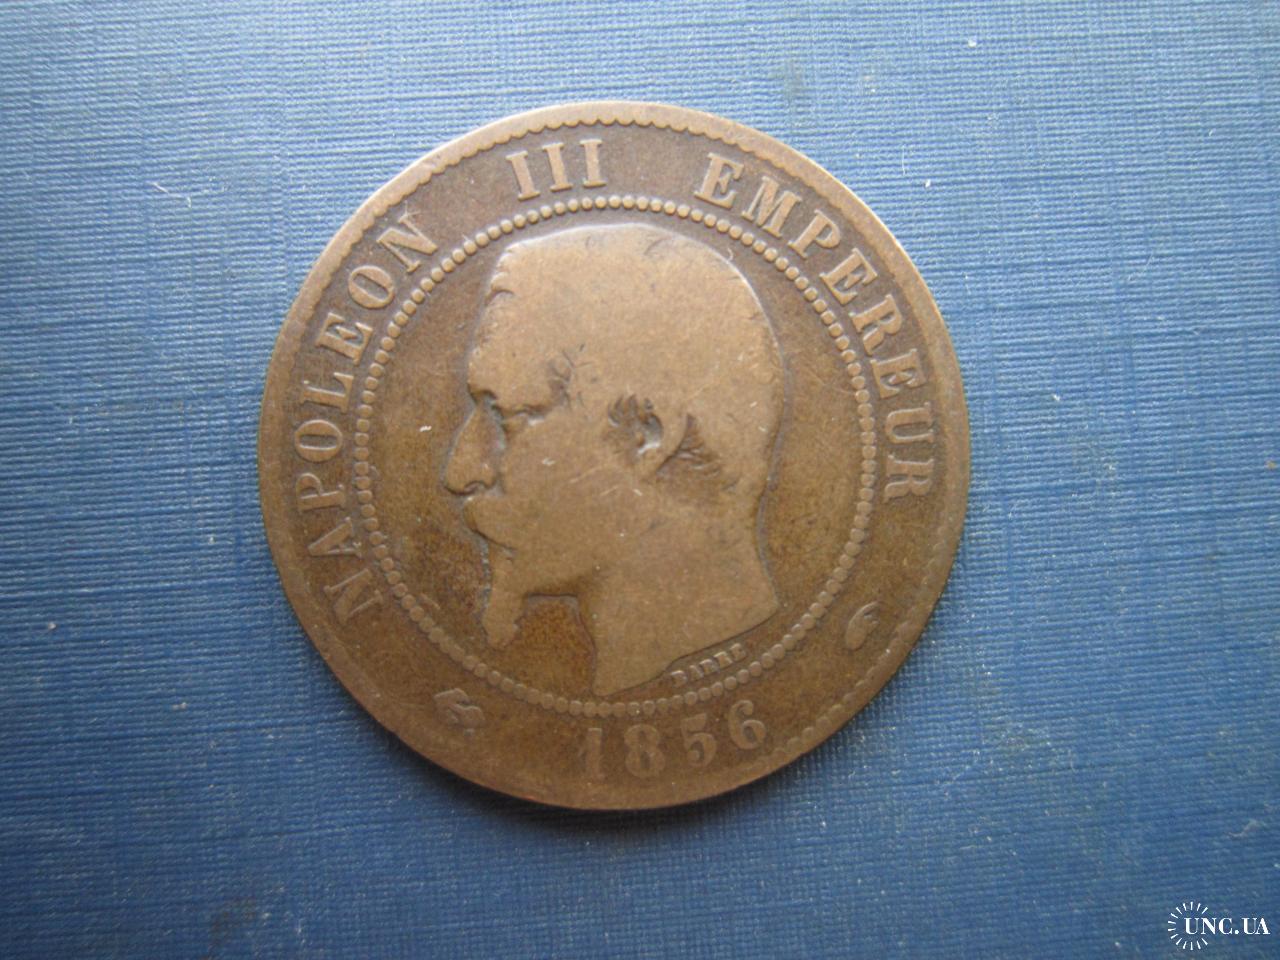 NAPOLEON III EMPEREUR
BARRE
1856
UNC.UA